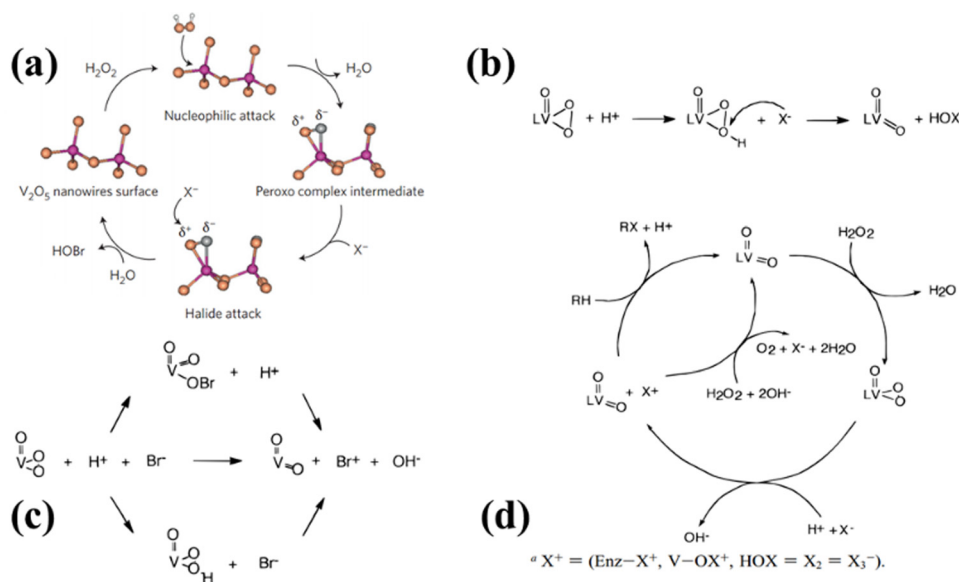 (a)
H2O2
Nucleophilic attack
H2O
δ+ δ−
V2O5 nanowires surface
Peroxo complex intermediate
X−
δ+ δ−
HOBr
H2O
X−
Halide attack
(b)
O
LV O O + H+ → O LV O O H + X- → O LV O + HOX
(c)
O V O OBr + H+
O V O O + H+ + Br- → O V O + Br+ + OH-
O V O O H + Br-
(d)
RX + H+
O LV O
H2O2
RH
H2O
O2 + X- + 2H2O
O LV O + X+
H2O2 + 2OH-
O LV O O
OH-
H+ +X-
a X+ = (Enz−X+, V−OX+, HOX = X2 = X3−).